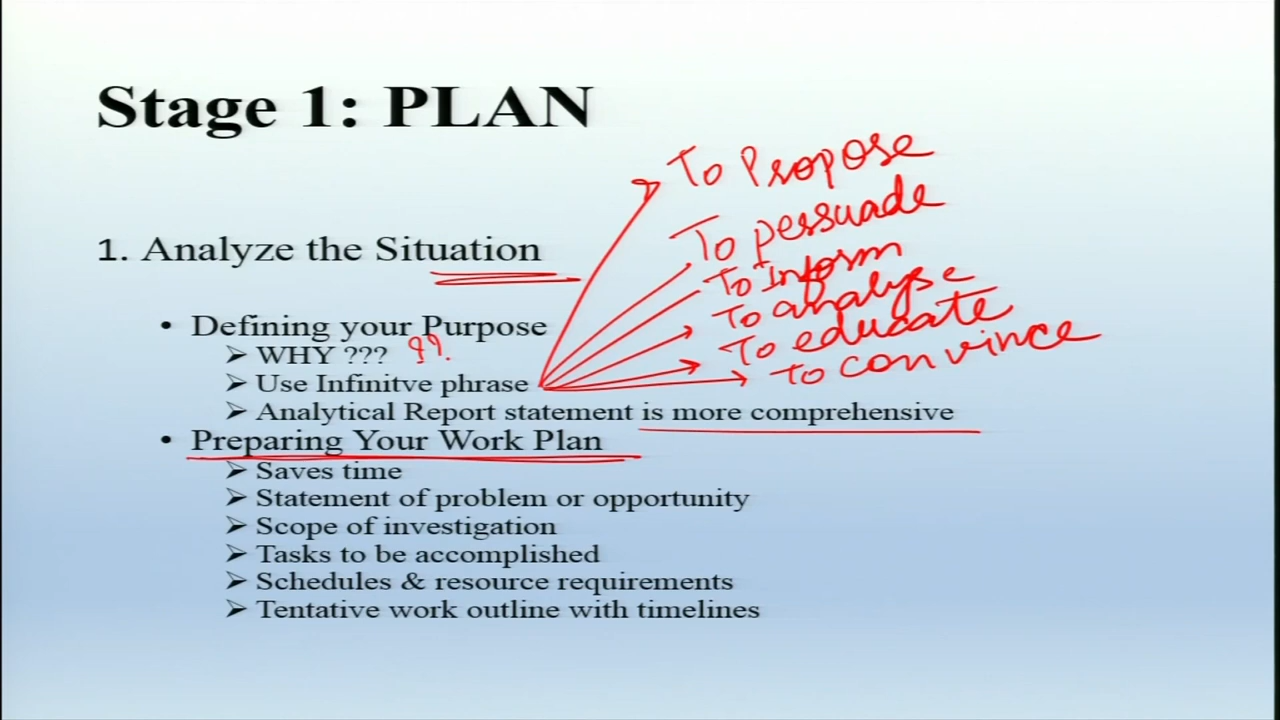 Stage 1: PLAN
To Propose
To persuade
1. Analyze the Situation
To Inform
To analyse
To educate
To convince
• Defining your Purpose
➢ WHY ??? ??.
➢ Use Infinitve phrase
➢ Analytical Report statement is more comprehensive
• Preparing Your Work Plan
➢ Saves time
➢ Statement of problem or opportunity
➢ Scope of investigation
➢ Tasks to be accomplished
➢ Schedules & resource requirements
➢ Tentative work outline with timelines